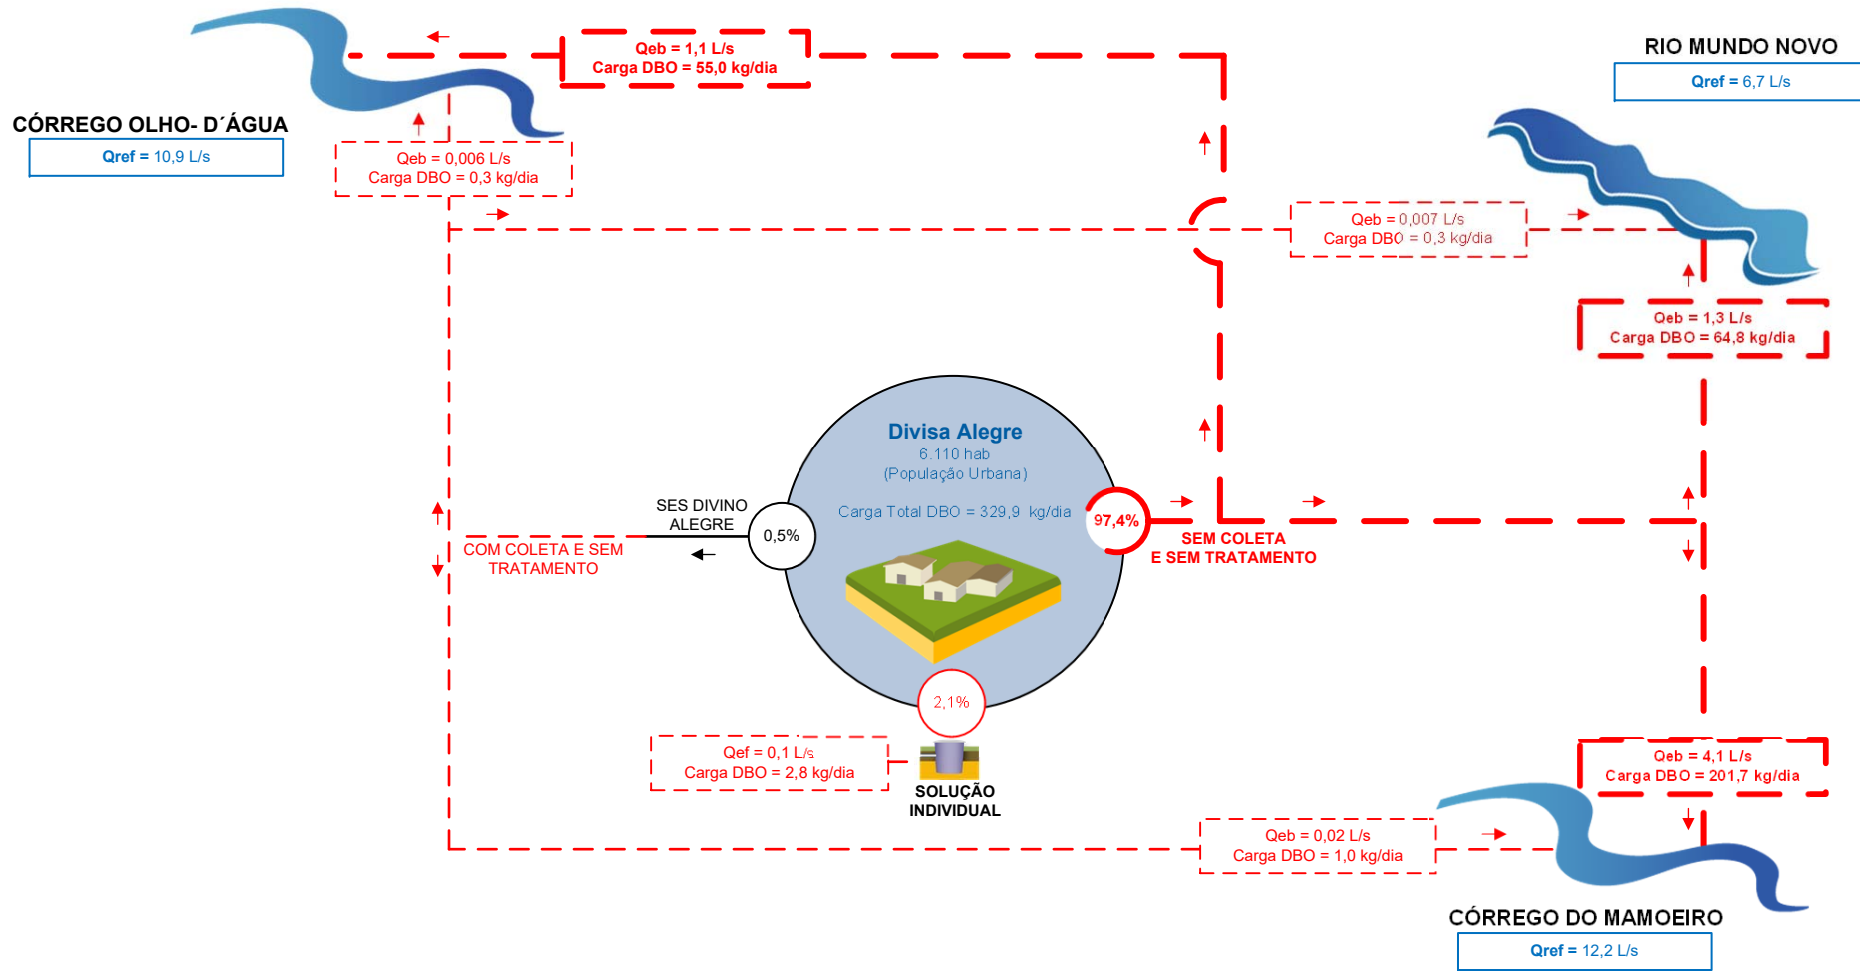 Qeb = 1,1 L/s
Carga DBO = 55,0 kg/dia
RIO MUNDO NOVO
Qref = 6,7 L/s
CÓRREGO OLHO- D´ÁGUA
Qref = 10,9 L/s
Qeb = 0,006 L/s
Carga DBO = 0,3 kg/dia
Qeb = 0,007 L/s
Carga DBO = 0,3 kg/dia
Qeb = 1,3 L/s
Carga DBO = 64,8 kg/dia
Divisa Alegre
6.110 hab
(População Urbana)
Carga Total DBO = 329,9 kg/dia
SES DIVINO
ALEGRE
0,5%
97,4%
COM COLETA E SEM
TRATAMENTO
SEM COLETA
E SEM TRATAMENTO
2,1%
Qef = 0,1 L/s
Carga DBO = 2,8 kg/dia
SOLUÇÃO
INDIVIDUAL
Qeb = 4,1 L/s
Carga DBO = 201,7 kg/dia
Qeb = 0,02 L/s
Carga DBO = 1,0 kg/dia
CÓRREGO DO MAMOEIRO
Qref = 12,2 L/s